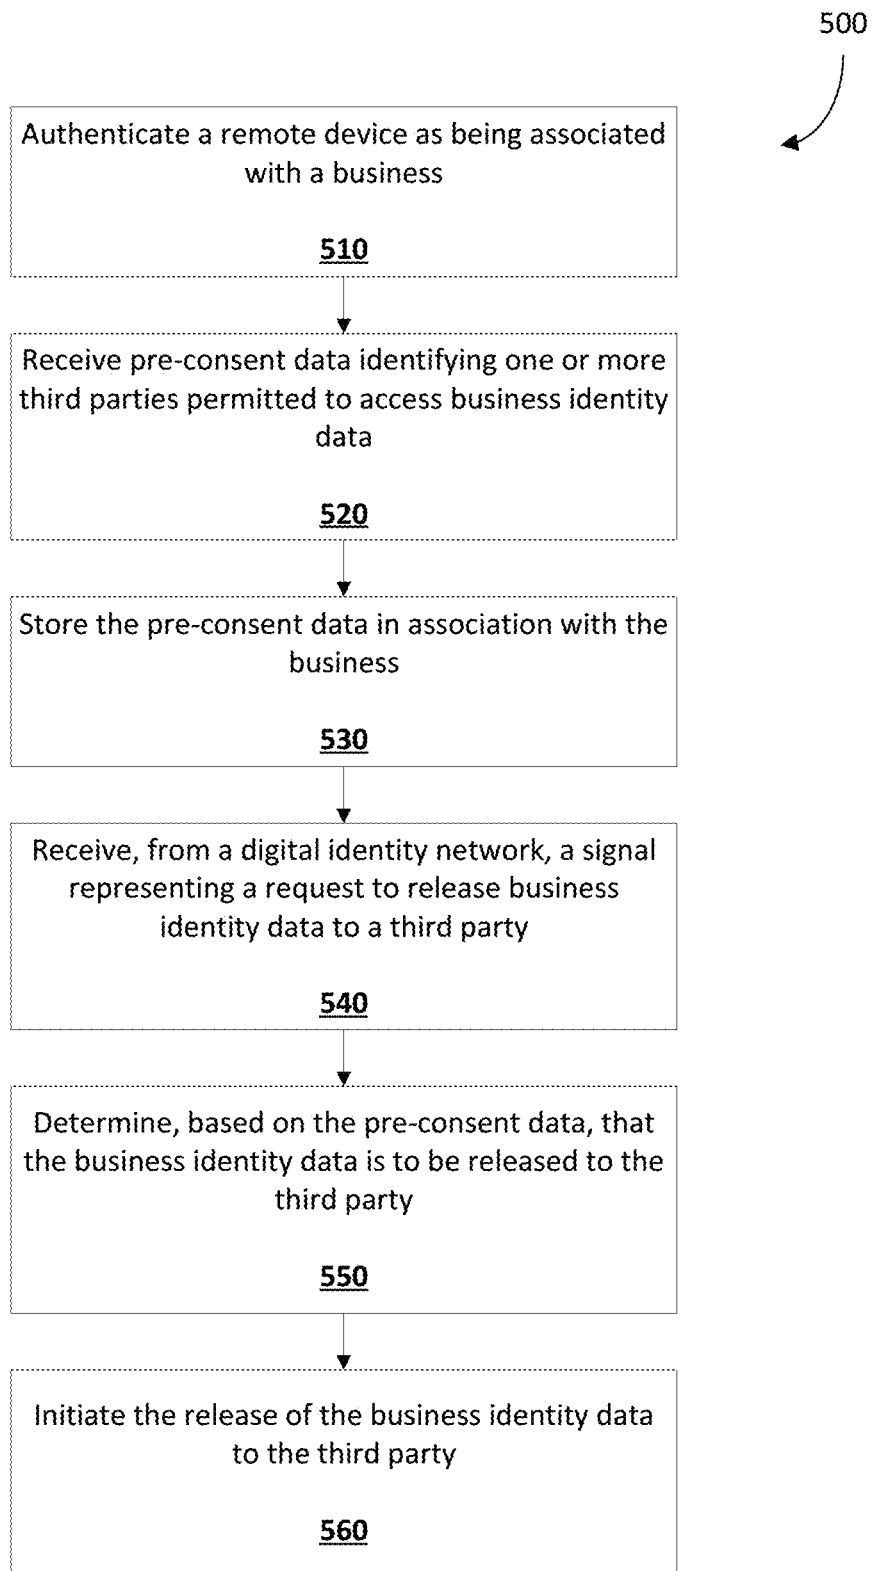 500
Authenticate a remote device as being associated
with a business
510
Receive pre-consent data identifying one or more
third parties permitted to access business identity
data
520
Store the pre-consent data in association with the
business
530
Receive, from a digital identity network, a signal
representing a request to release business
identity data to a third party
540
Determine, based on the pre-consent data, that
the business identity data is to be released to the
third party
550
Initiate the release of the business identity data
to the third party
560